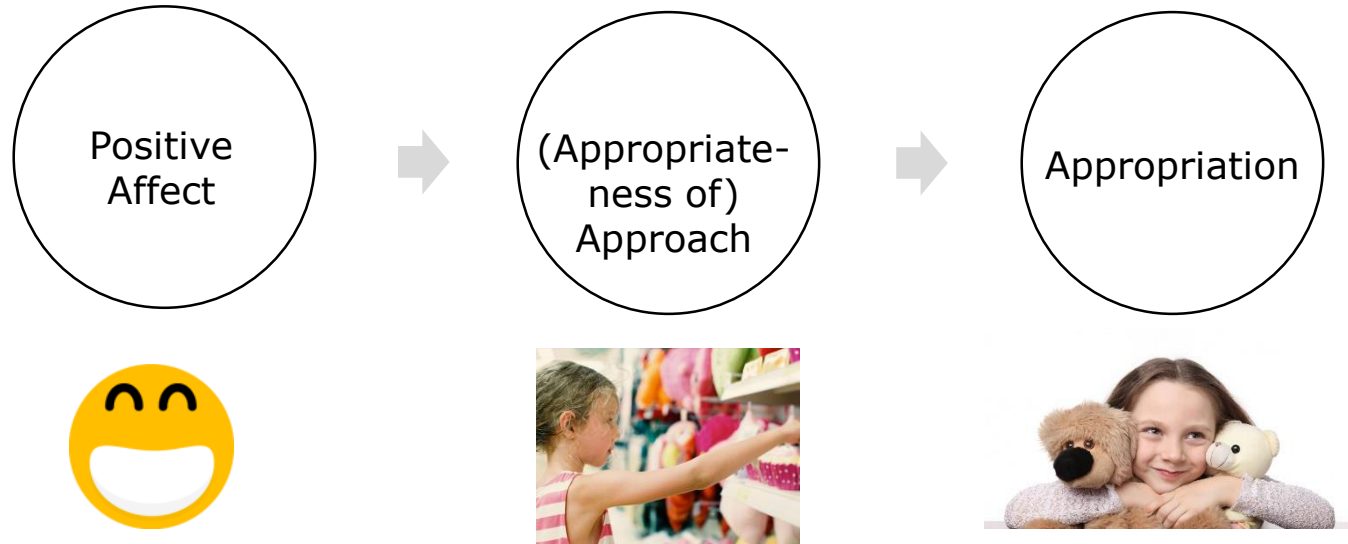 Positive
Affect
(Appropriate-
ness of)
Approach
Appropriation